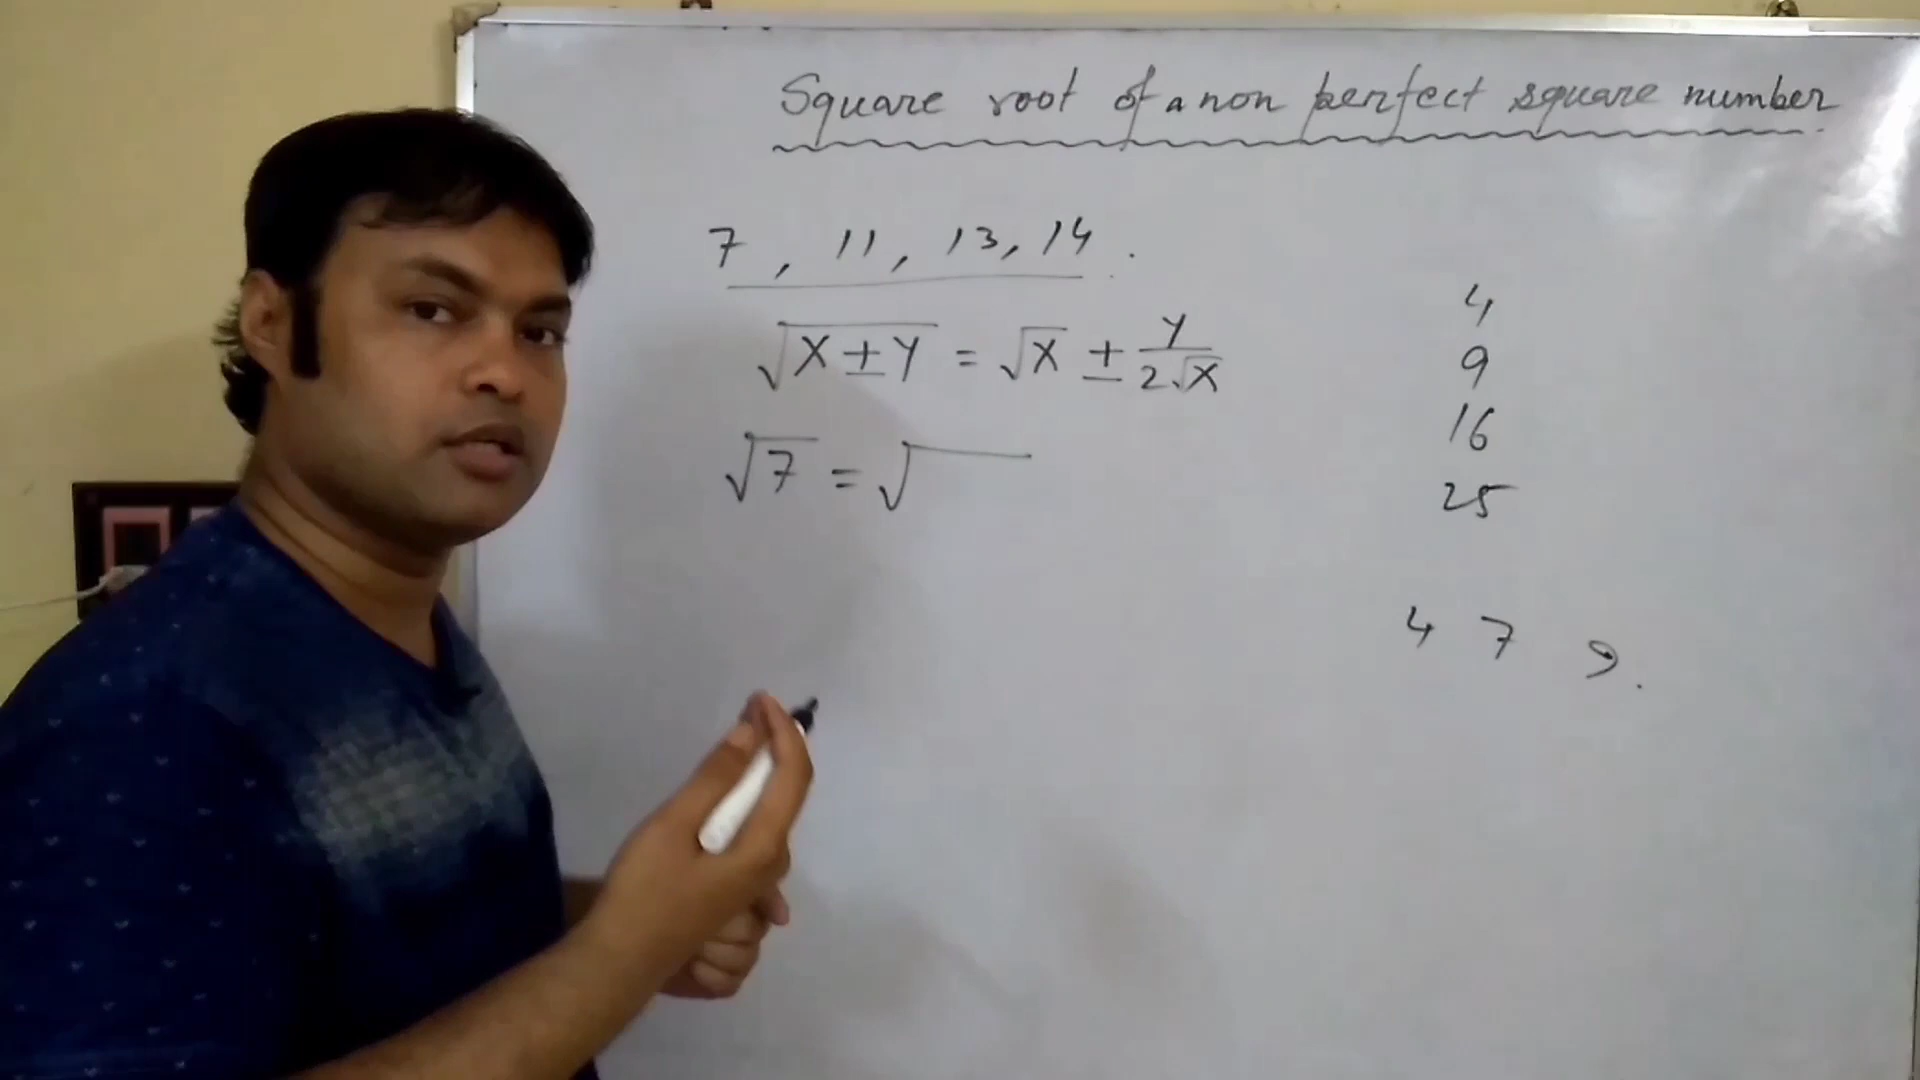 Square root of a non perfect square number
7, 11, 13, 14.
√(X ± Y) = √X ± Y/(2√X)
√7 = √
4
9
16
25
4 7 9.